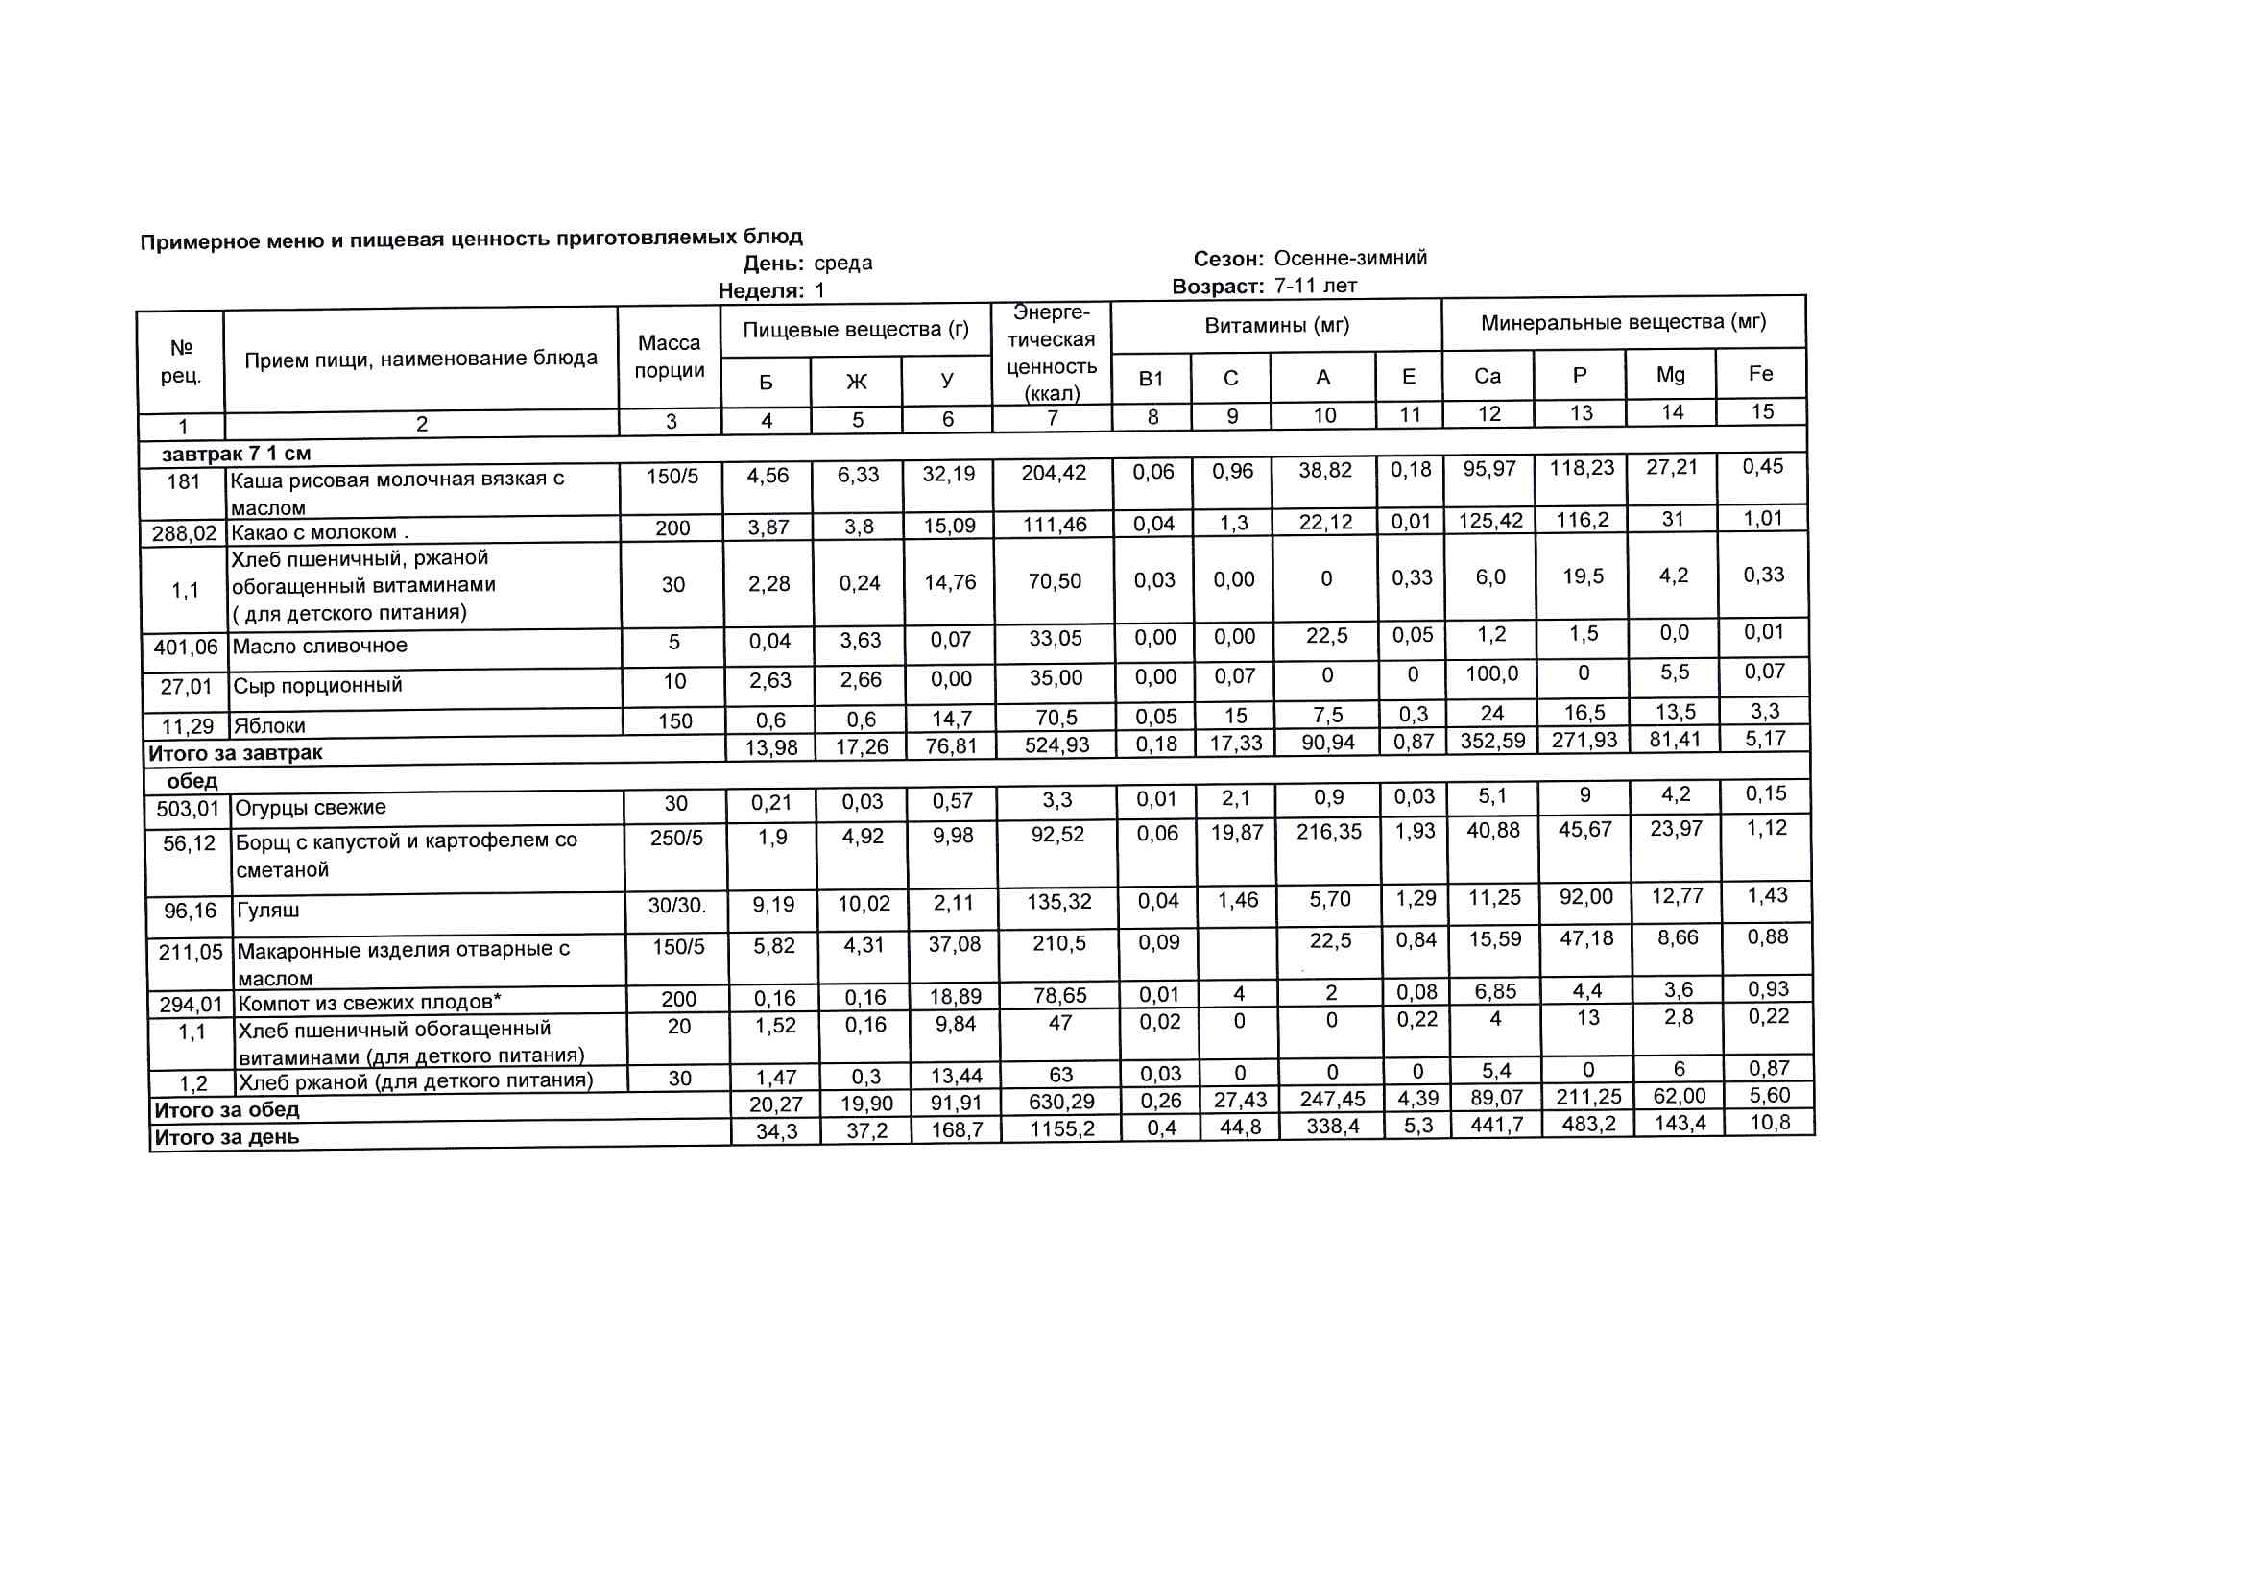 Примерное меню и пищевая ценность приготовляемых блюд
День: среда Сезон: Осенне-зимний
Неделя: 1 Возраст: 7-11 лет
№ рец. Прием пищи, наименование блюда Масса порции Пищевые вещества (г) Энерге-тическая ценность (ккал) Витамины (мг) Минеральные вещества (мг)
Б Ж У В1 С А Е Ca P Mg Fe
1 2 3 4 5 6 7 8 9 10 11 12 13 14 15
завтрак 7 1 см
181 Каша рисовая молочная вязкая с маслом 150/5 4,56 6,33 32,19 204,42 0,06 0,96 38,82 0,18 95,97 118,23 27,21 0,45
288,02 Какао с молоком . 200 3,87 3,8 15,09 111,46 0,04 1,3 22,12 0,01 125,42 116,2 31 1,01
1,1 Хлеб пшеничный, ржаной обогащенный витаминами ( для детского питания) 30 2,28 0,24 14,76 70,50 0,03 0,00 0 0,33 6,0 19,5 4,2 0,33
401,06 Масло сливочное 5 0,04 3,63 0,07 33,05 0,00 0,00 22,5 0,05 1,2 1,5 0,0 0,01
27,01 Сыр порционный 10 2,63 2,66 0,00 35,00 0,00 0,07 0 0 100,0 0 5,5 0,07
11,29 Яблоки 150 0,6 0,6 14,7 70,5 0,05 15 7,5 0,3 24 16,5 13,5 3,3
Итого за завтрак 13,98 17,26 76,81 524,93 0,18 17,33 90,94 0,87 352,59 271,93 81,41 5,17
обед
503,01 Огурцы свежие 30 0,21 0,03 0,57 3,3 0,01 2,1 0,9 0,03 5,1 9 4,2 0,15
56,12 Борщ с капустой и картофелем со сметаной 250/5 1,9 4,92 9,98 92,52 0,06 19,87 216,35 1,93 40,88 45,67 23,97 1,12
96,16 Гуляш 30/30. 9,19 10,02 2,11 135,32 0,04 1,46 5,70 1,29 11,25 92,00 12,77 1,43
211,05 Макаронные изделия отварные с маслом 150/5 5,82 4,31 37,08 210,5 0,09 22,5 0,84 15,59 47,18 8,66 0,88
294,01 Компот из свежих плодов* 200 0,16 0,16 18,89 78,65 0,01 4 2 0,08 6,85 4,4 3,6 0,93
1,1 Хлеб пшеничный обогащенный витаминами (для деткого питания) 20 1,52 0,16 9,84 47 0,02 0 0 0,22 4 13 2,8 0,22
1,2 Хлеб ржаной (для деткого питания) 30 1,47 0,3 13,44 63 0,03 0 0 0 5,4 0 6 0,87
Итого за обед 20,27 19,90 91,91 630,29 0,26 27,43 247,45 4,39 89,07 211,25 62,00 5,60
Итого за день 34,3 37,2 168,7 1155,2 0,4 44,8 338,4 5,3 441,7 483,2 143,4 10,8